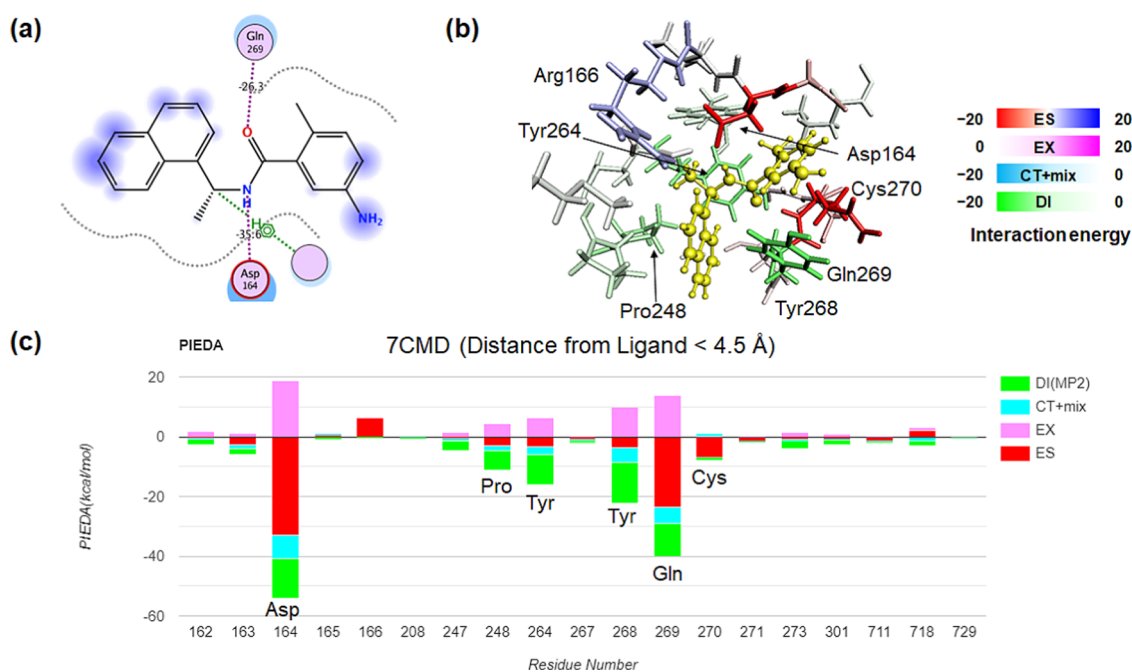 (a)
Gln
269
-26.3
O
N
H
NH₂
H
-35.6
Asp
164
(b)
Arg166
Tyr264
Asp164
Cys270
Gln269
Tyr268
Pro248
−20 ES 20
0 EX 20
−20 CT+mix 0
−20 DI 0
Interaction energy
(c)
PIEDA
7CMD (Distance from Ligand < 4.5 Å)
PIEDA(kcal/mol)
20
0
-20
-40
-60
Asp
Pro
Tyr
Tyr
Gln
Cys
DI(MP2)
CT+mix
EX
ES
162 163 164 165 166 208 247 248 264 267 268 269 270 271 273 301 711 718 729
Residue Number